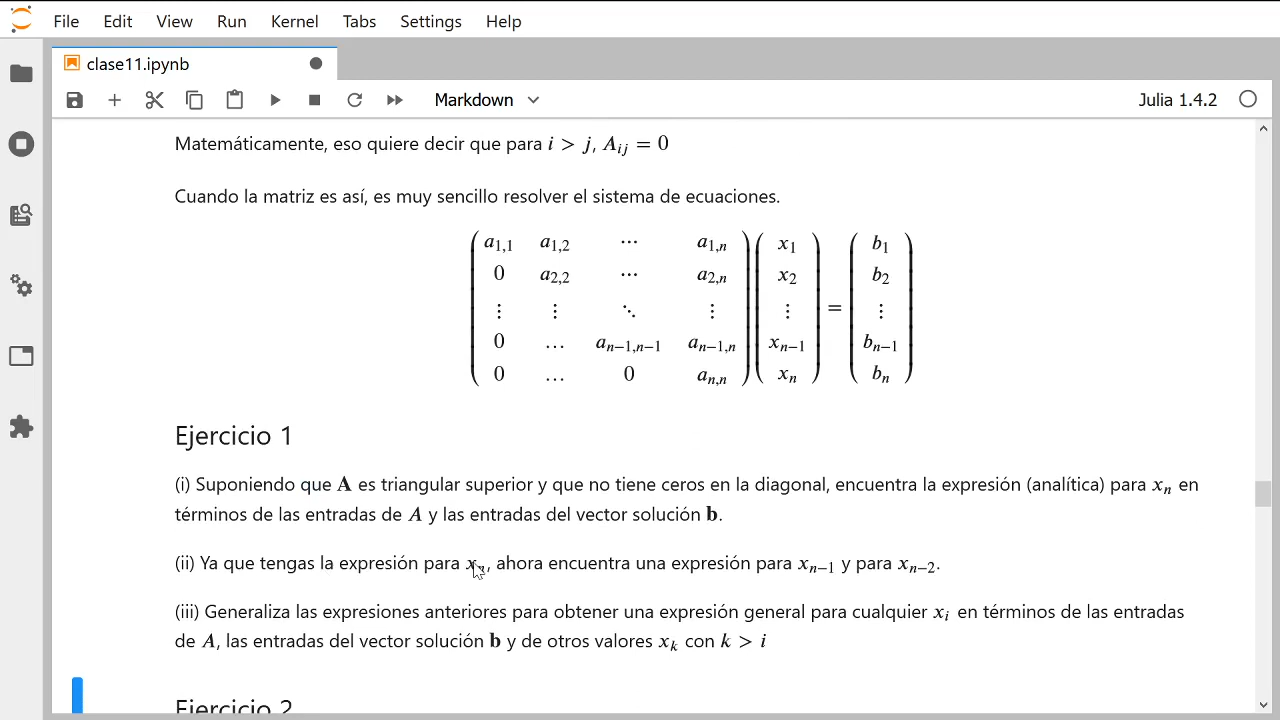 File Edit View Run Kernel Tabs Settings Help
clase11.ipynb
Markdown Julia 1.4.2
Matemáticamente, eso quiere decir que para i > j, A_{ij} = 0
Cuando la matriz es así, es muy sencillo resolver el sistema de ecuaciones.
a_{1,1} a_{1,2} ⋯ a_{1,n} x_1 b_1
0 a_{2,2} ⋯ a_{2,n} x_2 b_2
⋮ ⋮ ⋱ ⋮ ⋮ = ⋮
0 … a_{n−1,n−1} a_{n−1,n} x_{n−1} b_{n−1}
0 … 0 a_{n,n} x_n b_n
Ejercicio 1
(i) Suponiendo que A es triangular superior y que no tiene ceros en la diagonal, encuentra la expresión (analítica) para x_n en
términos de las entradas de A y las entradas del vector solución b.
(ii) Ya que tengas la expresión para x, ahora encuentra una expresión para x_{n−1} y para x_{n−2}.
(iii) Generaliza las expresiones anteriores para obtener una expresión general para cualquier x_i en términos de las entradas
de A, las entradas del vector solución b y de otros valores x_k con k > i
Ejercicio 2